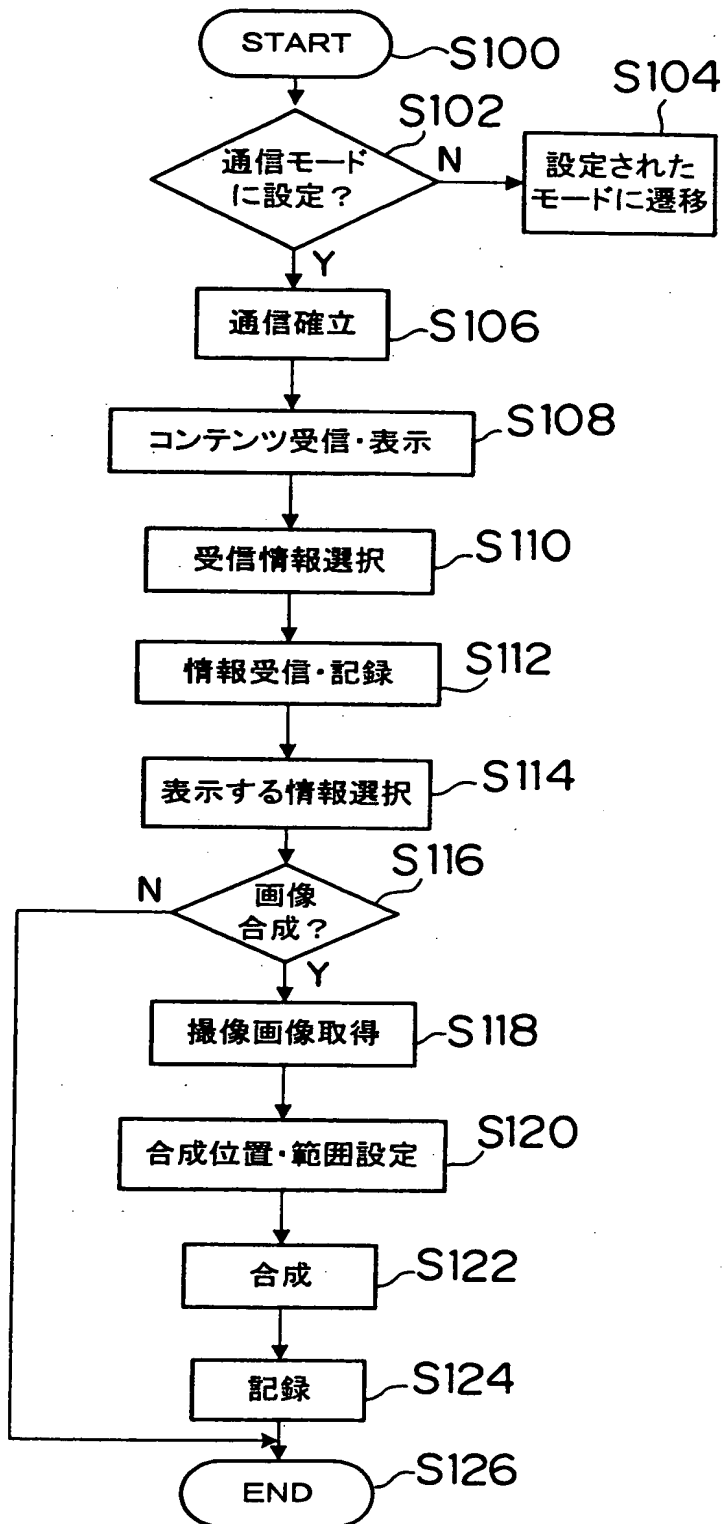 START
S100
S102
S104
通信モード
に設定？
N
設定された
モードに遷移
Y
通信確立
S106
コンテンツ受信・表示
S108
受信情報選択
S110
情報受信・記録
S112
表示する情報選択
S114
S116
N
画像
合成？
Y
撮像画像取得
S118
合成位置・範囲設定
S120
合成
S122
記録
S124
END
S126